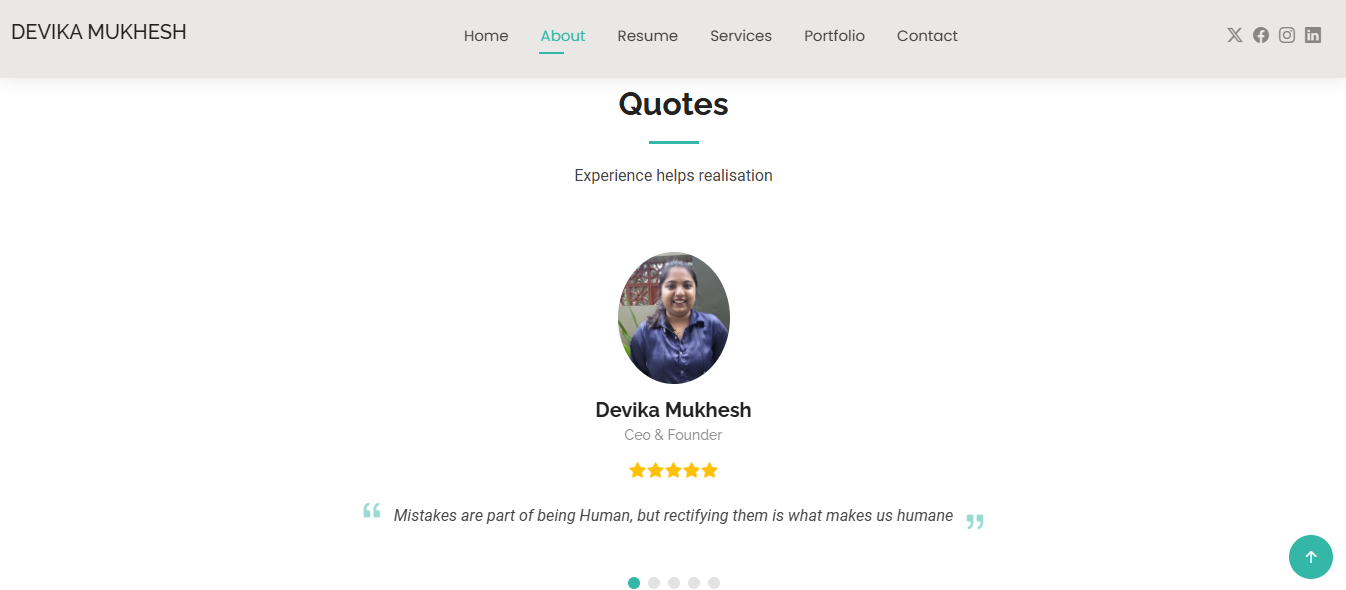 DEVIKA MUKHESH
Home About Resume Services Portfolio Contact
Quotes
Experience helps realisation
Devika Mukhesh
Ceo & Founder
“ Mistakes are part of being Human, but rectifying them is what makes us humane ”